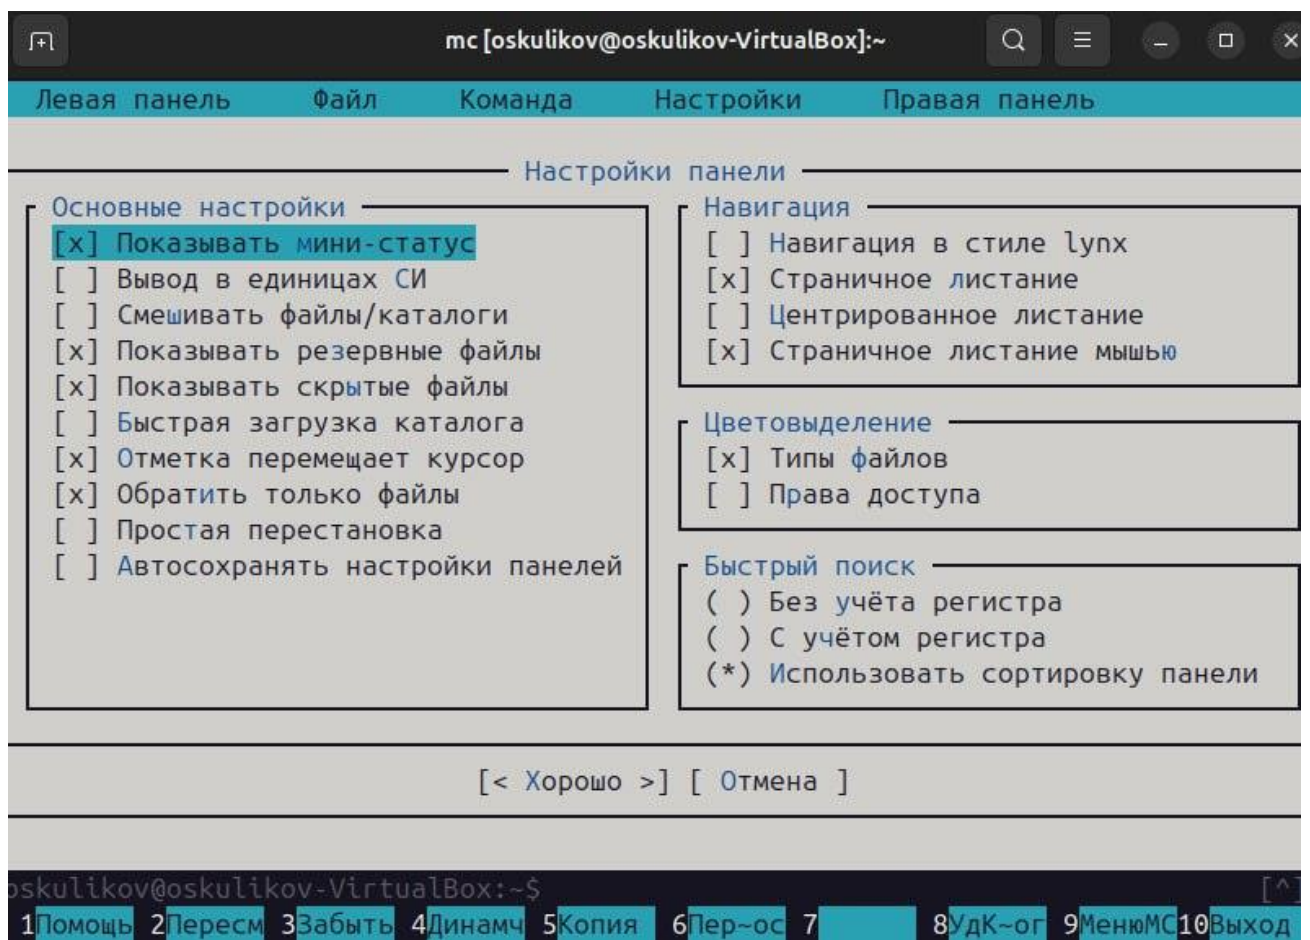 mc [oskulikov@oskulikov-VirtualBox]:~
Левая панель Файл Команда Настройки Правая панель
Настройки панели
Основные настройки
[x] Показывать мини-статус
[ ] Вывод в единицах СИ
[ ] Смешивать файлы/каталоги
[x] Показывать резервные файлы
[x] Показывать скрытые файлы
[ ] Быстрая загрузка каталога
[x] Отметка перемещает курсор
[x] Обратить только файлы
[ ] Простая перестановка
[ ] Автосохранять настройки панелей
Навигация
[ ] Навигация в стиле lynx
[x] Страничное листание
[ ] Центрированное листание
[x] Страничное листание мышью
Цветовыделение
[x] Типы файлов
[ ] Права доступа
Быстрый поиск
( ) Без учёта регистра
( ) С учётом регистра
(*) Использовать сортировку панели
[< Хорошо >] [ Отмена ]
oskulikov@oskulikov-VirtualBox:~$ [^]
1Помощь 2Пересм 3Забыть 4Динамч 5Копия 6Пер~ос 7 8УдК~ог 9МенюМС 10Выход